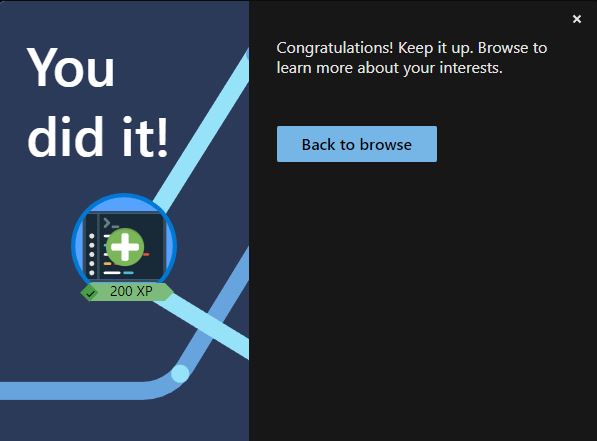 You
did it!
200 XP
Congratulations! Keep it up. Browse to
learn more about your interests.
Back to browse